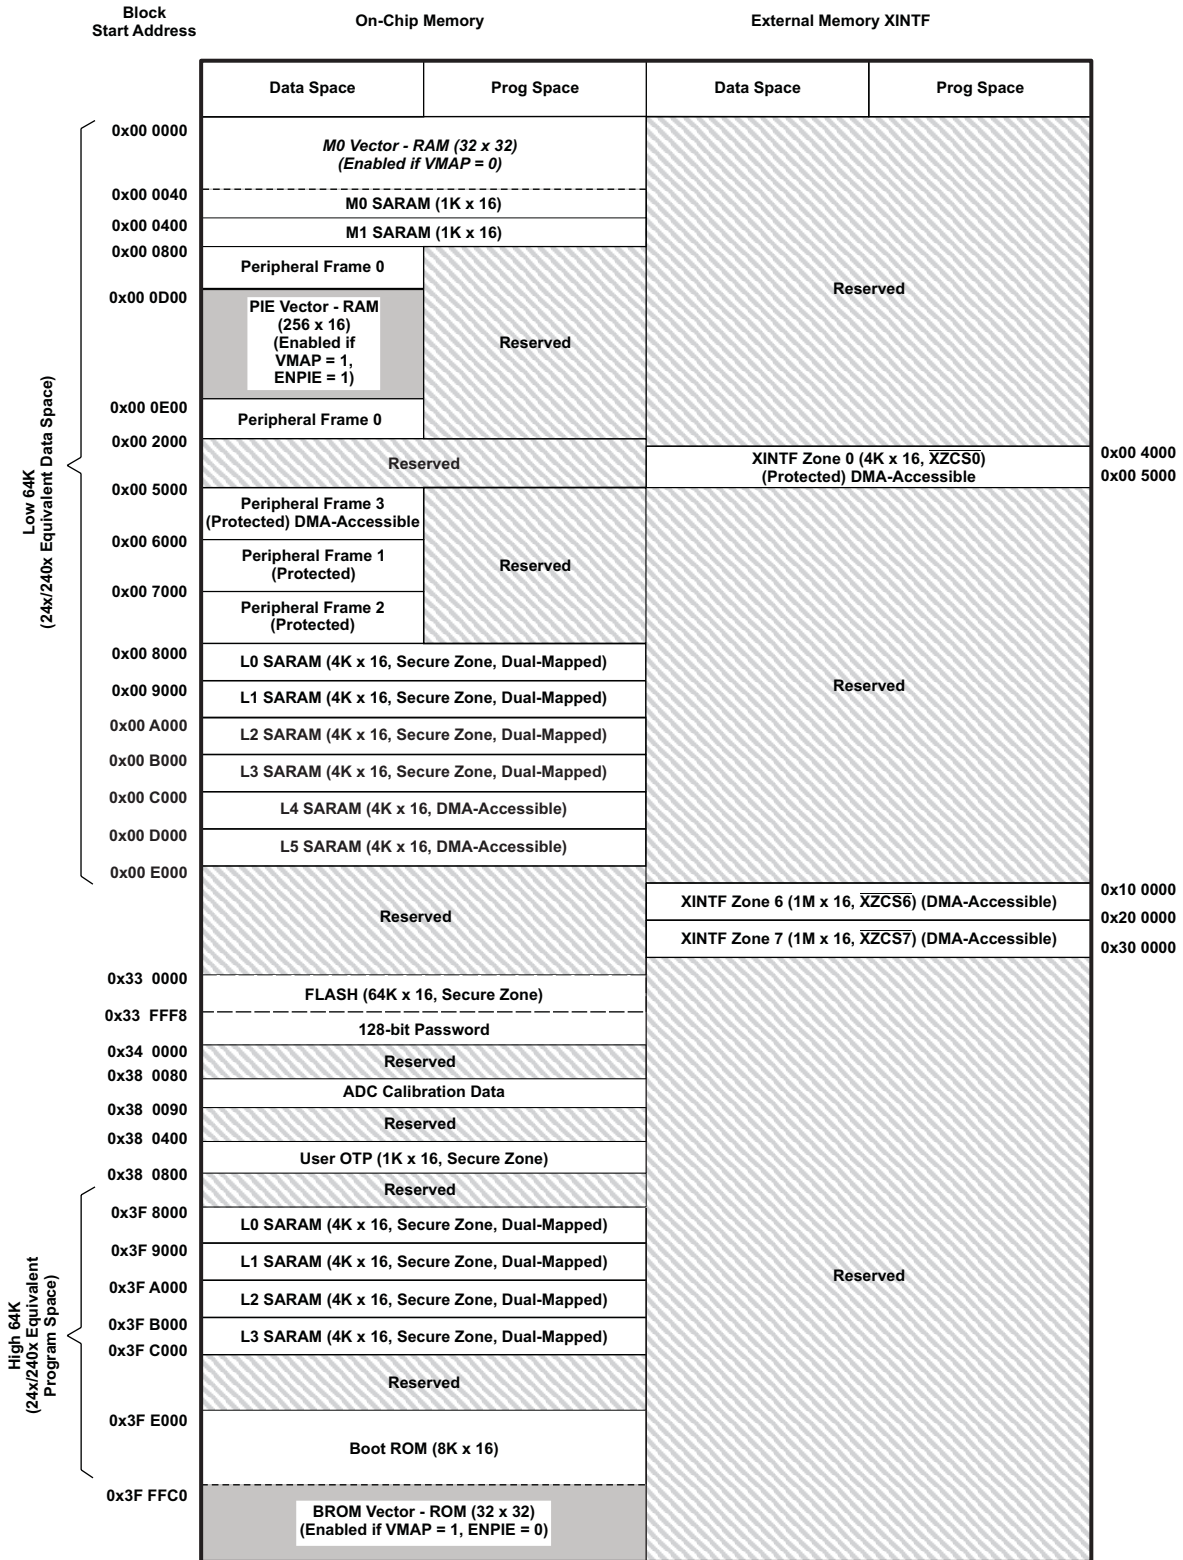 Block
Start Address
On-Chip Memory
External Memory XINTF
Data Space
Prog Space
Data Space
Prog Space
0x00 0000
M0 Vector - RAM (32 x 32)
(Enabled if VMAP = 0)
0x00 0040
M0 SARAM (1K x 16)
0x00 0400
M1 SARAM (1K x 16)
0x00 0800
Peripheral Frame 0
Reserved
0x00 0D00
PIE Vector - RAM
(256 x 16)
(Enabled if
VMAP = 1,
ENPIE = 1)
Reserved
0x00 0E00
Peripheral Frame 0
0x00 2000
Reserved
XINTF Zone 0 (4K x 16, XZCS0)
(Protected) DMA-Accessible
0x00 4000
0x00 5000
Low 64K
(24x/240x Equivalent Data Space)
0x00 5000
Peripheral Frame 3
(Protected) DMA-Accessible
0x00 6000
Peripheral Frame 1
(Protected)
Reserved
0x00 7000
Peripheral Frame 2
(Protected)
0x00 8000
L0 SARAM (4K x 16, Secure Zone, Dual-Mapped)
0x00 9000
L1 SARAM (4K x 16, Secure Zone, Dual-Mapped)
Reserved
0x00 A000
L2 SARAM (4K x 16, Secure Zone, Dual-Mapped)
0x00 B000
L3 SARAM (4K x 16, Secure Zone, Dual-Mapped)
0x00 C000
L4 SARAM (4K x 16, DMA-Accessible)
0x00 D000
L5 SARAM (4K x 16, DMA-Accessible)
0x00 E000
Reserved
XINTF Zone 6 (1M x 16, XZCS6) (DMA-Accessible)
0x10 0000
0x20 0000
XINTF Zone 7 (1M x 16, XZCS7) (DMA-Accessible)
0x30 0000
0x33 0000
FLASH (64K x 16, Secure Zone)
0x33 FFF8
128-bit Password
0x34 0000
Reserved
0x38 0080
ADC Calibration Data
0x38 0090
Reserved
0x38 0400
User OTP (1K x 16, Secure Zone)
0x38 0800
Reserved
0x3F 8000
L0 SARAM (4K x 16, Secure Zone, Dual-Mapped)
0x3F 9000
L1 SARAM (4K x 16, Secure Zone, Dual-Mapped)
Reserved
0x3F A000
L2 SARAM (4K x 16, Secure Zone, Dual-Mapped)
0x3F B000
L3 SARAM (4K x 16, Secure Zone, Dual-Mapped)
0x3F C000
High 64K
(24x/240x Equivalent
Program Space)
Reserved
0x3F E000
Boot ROM (8K x 16)
0x3F FFC0
BROM Vector - ROM (32 x 32)
(Enabled if VMAP = 1, ENPIE = 0)